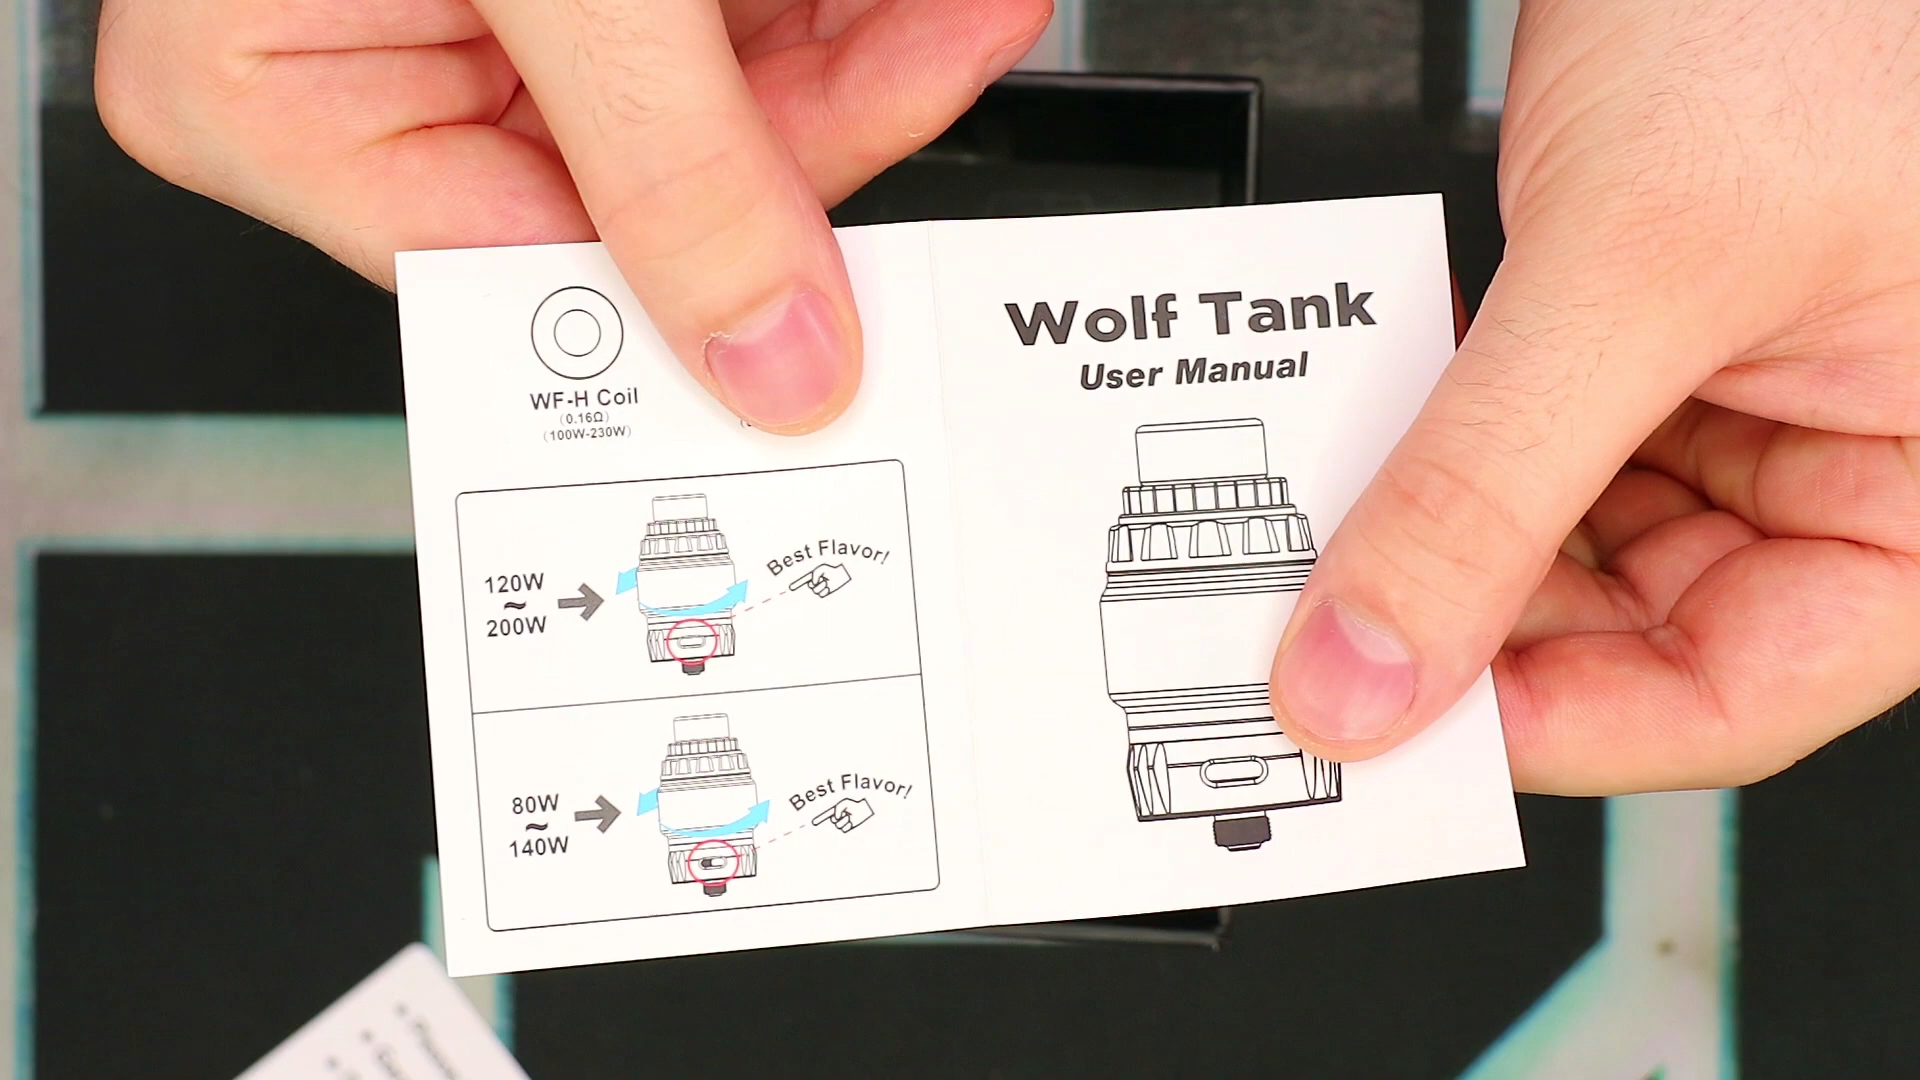 WF-H Coil
(0.16Ω)
(100W-230W)
120W
~
200W
Best Flavor!
80W
~
140W
Best Flavor!
Wolf Tank
User Manual